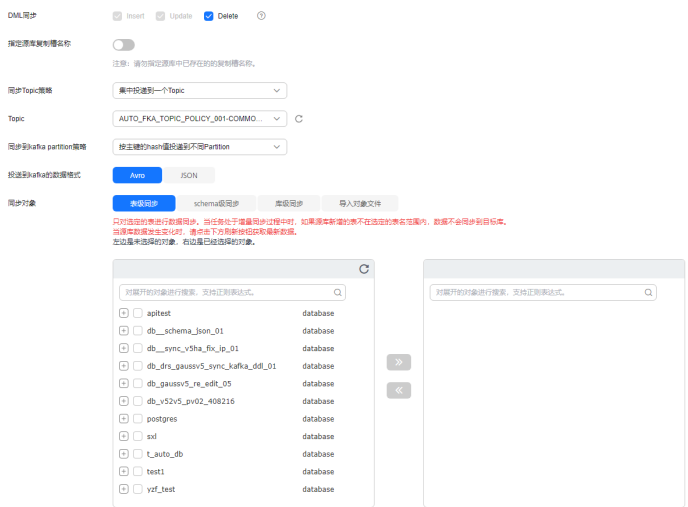 DML同步 Insert Update Delete
指定源库复制槽名称
注意：请勿指定源库中已存在的的复制槽名称。
同步Topic策略 集中投递到一个Topic
Topic AUTO_FKA_TOPIC_POLICY_001-COMMO...
同步到kafka partition策略 按主键的hash值投递到不同Partition
投送到kafka的数据格式 Avro JSON
同步对象 表级同步 schema级同步 库级同步 导入对象文件
只对选定的表进行数据同步。当任务处于增量同步过程中时，如果源库新增的表不在选定的表名范围内，数据不会同步到目标库。
当源库数据发生变化时，请点击下方刷新按钮获取最新数据。
左边是未选择的对象，右边是已经选择的对象。
对展开的对象进行搜索，支持正则表达式。 对展开的对象进行搜索，支持正则表达式。
apitest database
db__schema_json_01 database
db__sync_v5ha_fix_ip_01 database
db_drs_gaussv5_sync_kafka_ddl_01 database
db_gaussv5_re_edit_05 database
db_v52v5_pv02_408216 database
postgres database
sxl database
t_auto_db database
test1 database
yzf_test database